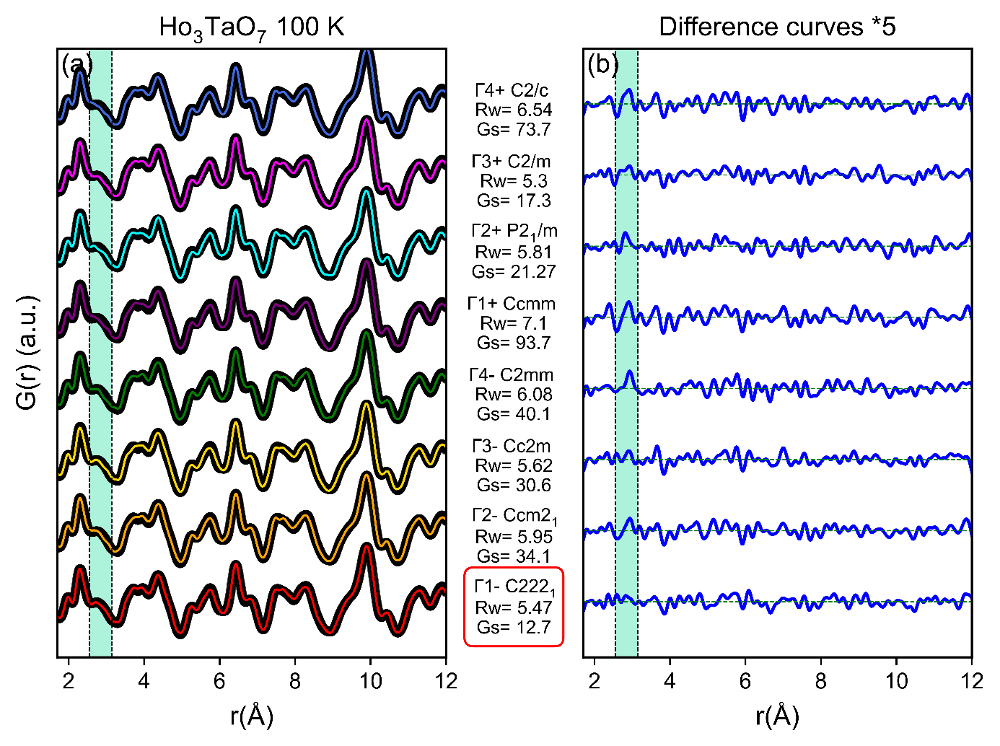 Ho₃TaO₇ 100 K
Difference curves *5
(a)
(b)
G(r) (a.u.)
Γ4+ C2/c
Rw= 6.54
Gs= 73.7
Γ3+ C2/m
Rw= 5.3
Gs= 17.3
Γ2+ P2₁/m
Rw= 5.81
Gs= 21.27
Γ1+ Ccmm
Rw= 7.1
Gs= 93.7
Γ4- C2mm
Rw= 6.08
Gs= 40.1
Γ3- Cc2m
Rw= 5.62
Gs= 30.6
Γ2- Ccm2₁
Rw= 5.95
Gs= 34.1
Γ1- C222₁
Rw= 5.47
Gs= 12.7
2 4 6 8 10 12
2 4 6 8 10 12
r(Å)
r(Å)